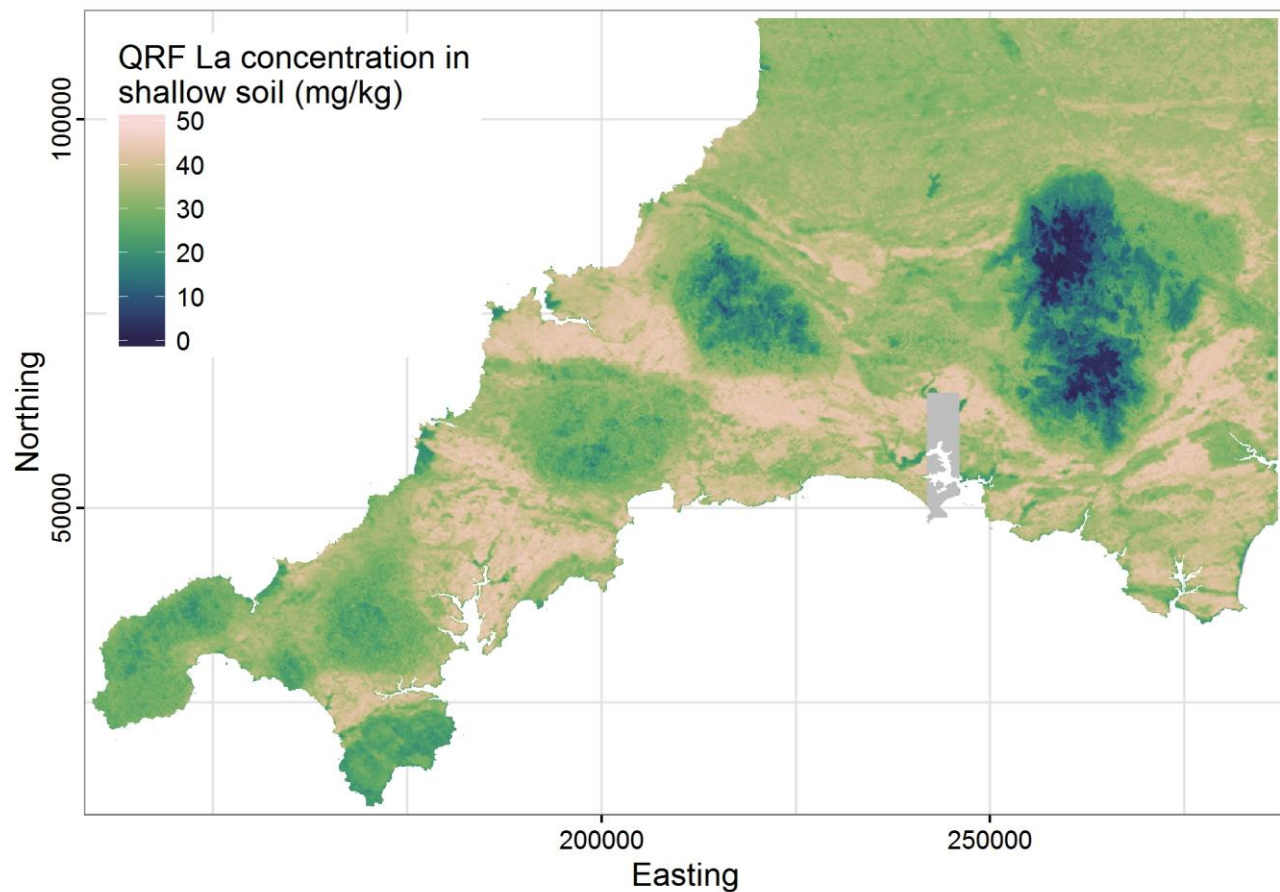 QRF La concentration in
shallow soil (mg/kg)
50
40
30
20
10
0
100000
50000
Northing
200000
250000
Easting